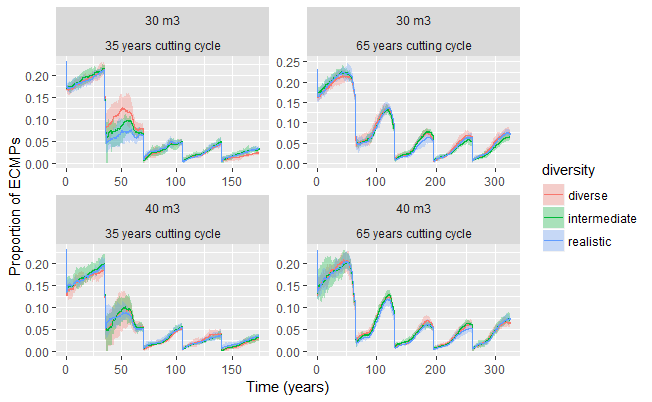 30 m3
35 years cutting cycle
0.20
0.15
0.10
0.05
0.00
0 50 100 150
30 m3
65 years cutting cycle
0.25
0.20
0.15
0.10
0.05
0.00
0 100 200 300
40 m3
35 years cutting cycle
0.20
0.15
0.10
0.05
0.00
0 50 100 150
40 m3
65 years cutting cycle
0.20
0.15
0.10
0.05
0.00
0 100 200 300
Proportion of ECMPs
Time (years)
diversity
diverse
intermediate
realistic